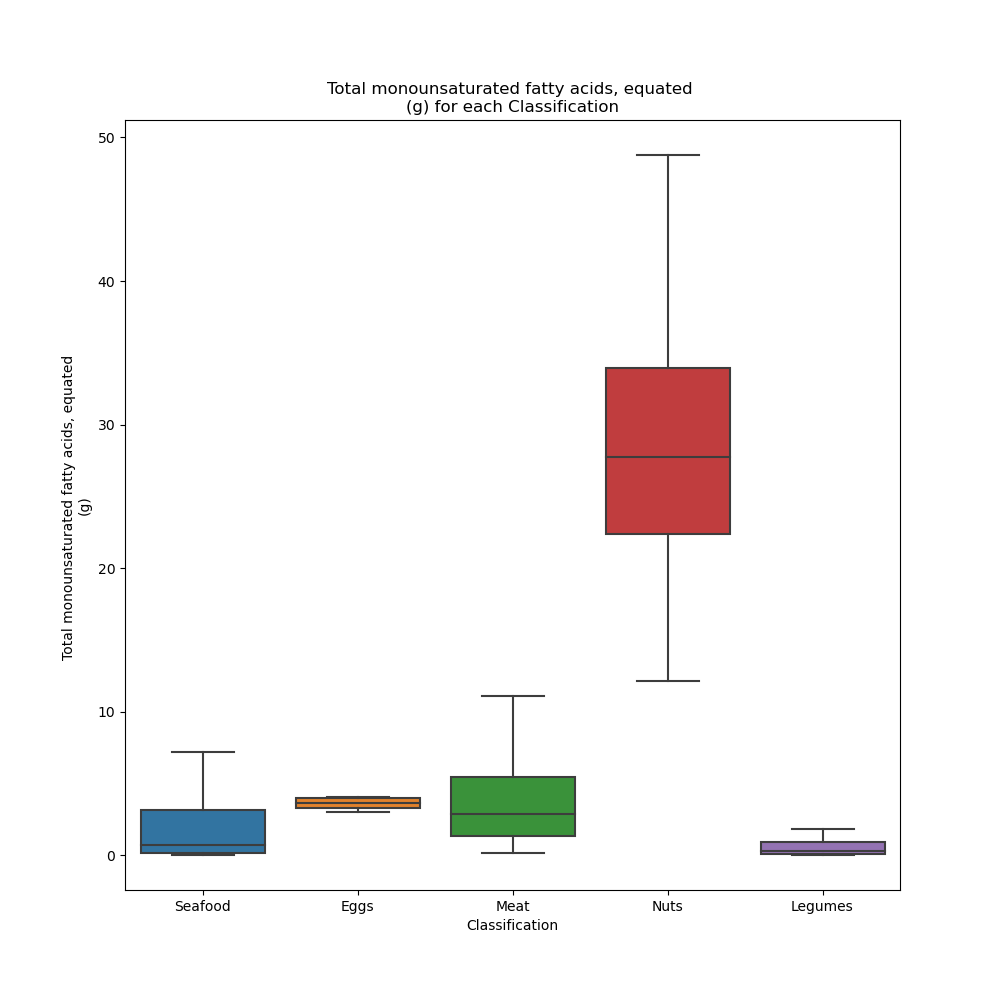 Total monounsaturated fatty acids, equated
(g) for each Classification
50
40
30
20
10
0
Total monounsaturated fatty acids, equated
(g)
Seafood
Eggs
Meat
Nuts
Legumes
Classification